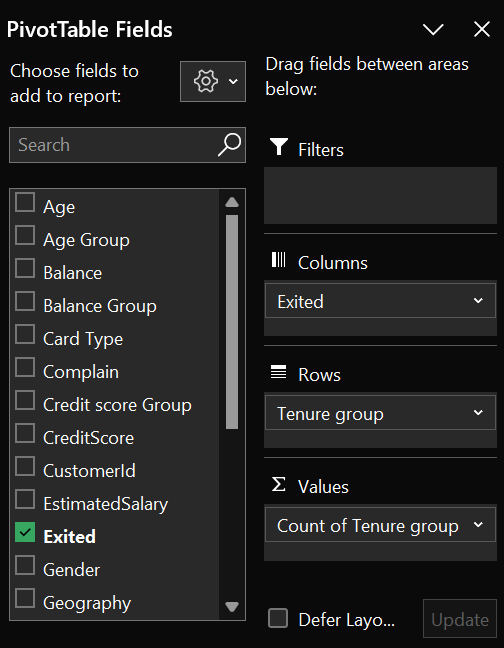 PivotTable Fields
Choose fields to
add to report:
Search
Age
Age Group
Balance
Balance Group
Card Type
Complain
Credit score Group
CreditScore
CustomerId
EstimatedSalary
Exited
Gender
Geography
Drag fields between areas
below:
Filters
Columns
Exited
Rows
Tenure group
Σ Values
Count of Tenure group
Defer Layo...
Update